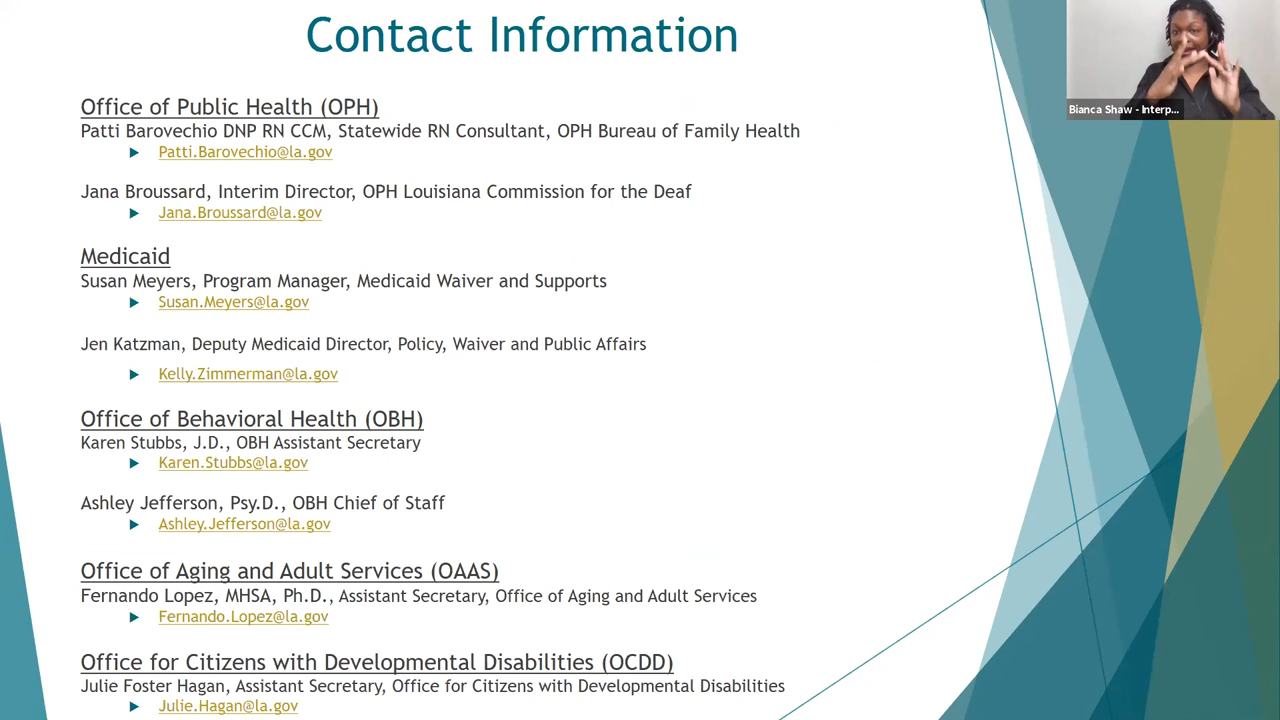 Contact Information
Bianca Shaw - Interp...
Office of Public Health (OPH)
Patti Barovechio DNP RN CCM, Statewide RN Consultant, OPH Bureau of Family Health
Patti.Barovechio@la.gov
Jana Broussard, Interim Director, OPH Louisiana Commission for the Deaf
Jana.Broussard@la.gov
Medicaid
Susan Meyers, Program Manager, Medicaid Waiver and Supports
Susan.Meyers@la.gov
Jen Katzman, Deputy Medicaid Director, Policy, Waiver and Public Affairs
Kelly.Zimmerman@la.gov
Office of Behavioral Health (OBH)
Karen Stubbs, J.D., OBH Assistant Secretary
Karen.Stubbs@la.gov
Ashley Jefferson, Psy.D., OBH Chief of Staff
Ashley.Jefferson@la.gov
Office of Aging and Adult Services (OAAS)
Fernando Lopez, MHSA, Ph.D., Assistant Secretary, Office of Aging and Adult Services
Fernando.Lopez@la.gov
Office for Citizens with Developmental Disabilities (OCDD)
Julie Foster Hagan, Assistant Secretary, Office for Citizens with Developmental Disabilities
Julie.Hagan@la.gov